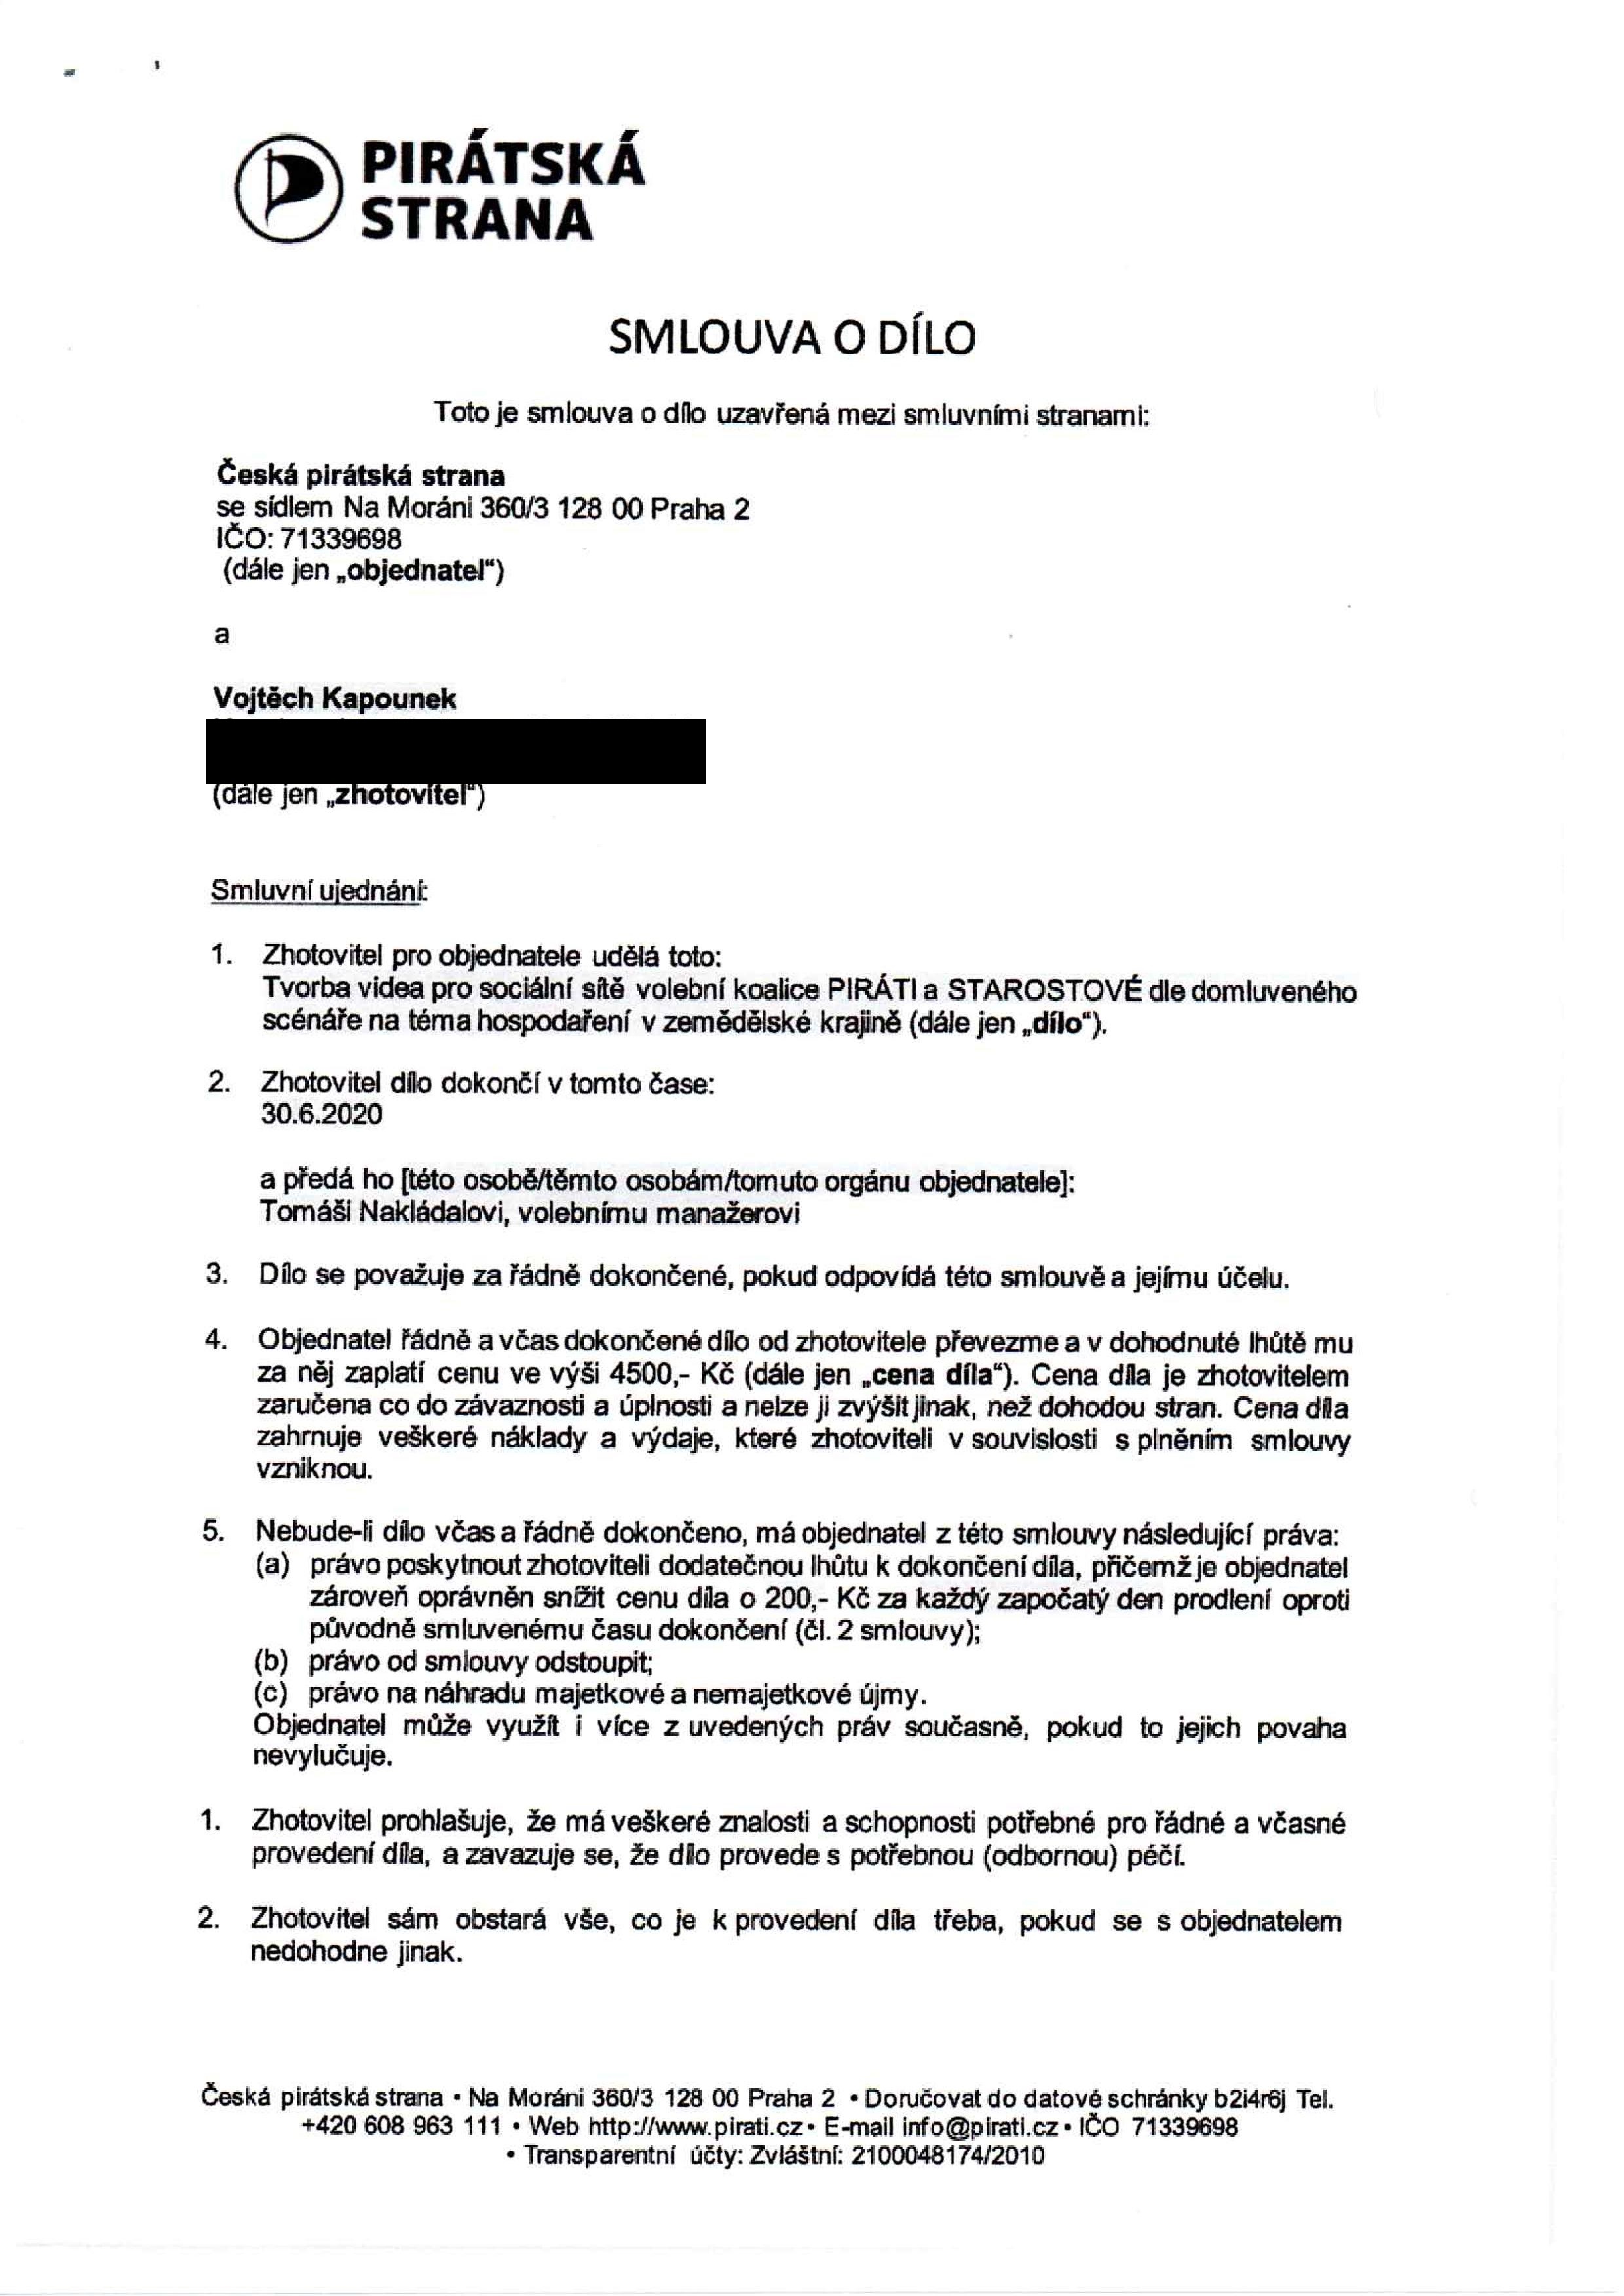 PIRÁTSKÁ
STRANA
SMLOUVA O DÍLO
Toto je smlouva o dílo uzavřená mezi smluvními stranami:
Česká pirátská strana
se sídlem Na Moráni 360/3 128 00 Praha 2
IČO: 71339698
(dále jen „objednatel“)
a
Vojtěch Kapounek
(dále jen „zhotovitel“)
Smluvní ujednání:
1. Zhotovitel pro objednatele udělá toto:
Tvorba videa pro sociální sítě volební koalice PIRÁTI a STAROSTOVÉ dle domluveného
scénáře na téma hospodaření v zemědělské krajině (dále jen „dílo“).
2. Zhotovitel dílo dokončí v tomto čase:
30.6.2020
a předá ho [této osobě/těmto osobám/tomuto orgánu objednatele]:
Tomáši Nakládalovi, volebnímu manažerovi
3. Dílo se považuje za řádně dokončené, pokud odpovídá této smlouvě a jejímu účelu.
4. Objednatel řádně a včas dokončené dílo od zhotovitele převezme a v dohodnuté lhůtě mu
za něj zaplatí cenu ve výši 4500,- Kč (dále jen „cena díla“). Cena díla je zhotovitelem
zaručena co do závaznosti a úplnosti a nelze ji zvýšit jinak, než dohodou stran. Cena díla
zahrnuje veškeré náklady a výdaje, které zhotoviteli v souvislosti s plněním smlouvy
vzniknou.
5. Nebude-li dílo včas a řádně dokončeno, má objednatel z této smlouvy následující práva:
(a) právo poskytnout zhotoviteli dodatečnou lhůtu k dokončení díla, přičemž je objednatel
zároveň oprávněn snížit cenu díla o 200,- Kč za každý započatý den prodlení oproti
původně smluvenému času dokončení (čl. 2 smlouvy);
(b) právo od smlouvy odstoupit;
(c) právo na náhradu majetkové a nemajetkové újmy.
Objednatel může využít i více z uvedených práv současně, pokud to jejich povaha
nevylučuje.
1. Zhotovitel prohlašuje, že má veškeré znalosti a schopnosti potřebné pro řádné a včasné
provedení díla, a zavazuje se, že dílo provede s potřebnou (odbornou) péčí.
2. Zhotovitel sám obstará vše, co je k provedení díla třeba, pokud se s objednatelem
nedohodne jinak.
Česká pirátská strana • Na Moráni 360/3 128 00 Praha 2 • Doručovat do datové schránky b2i4r6j Tel.
+420 608 963 111 • Web http://www.pirati.cz • E-mail info@pirati.cz • IČO 71339698
• Transparentní účty: Zvláštní: 2100048174/2010